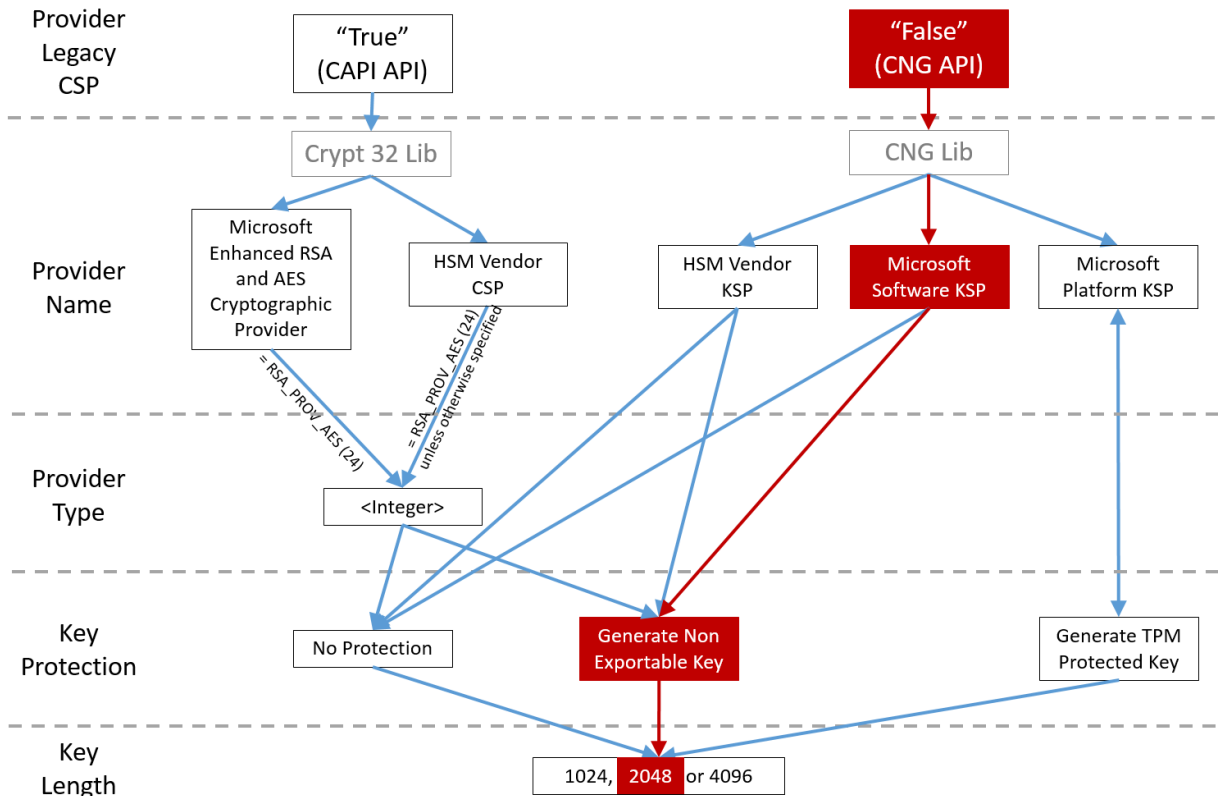 Provider
Legacy
CSP
“True”
(CAPI API)
“False”
(CNG API)
Crypt 32 Lib
CNG Lib
Provider
Name
Microsoft
Enhanced RSA
and AES
Cryptographic
Provider
HSM Vendor
CSP
HSM Vendor
KSP
Microsoft
Software KSP
Microsoft
Platform KSP
= RSA_PROV_AES (24)
= RSA_PROV_AES (24)
unless otherwise specified
Provider
Type
<Integer>
Key
Protection
No Protection
Generate Non
Exportable Key
Generate TPM
Protected Key
Key
Length
1024, 2048 or 4096